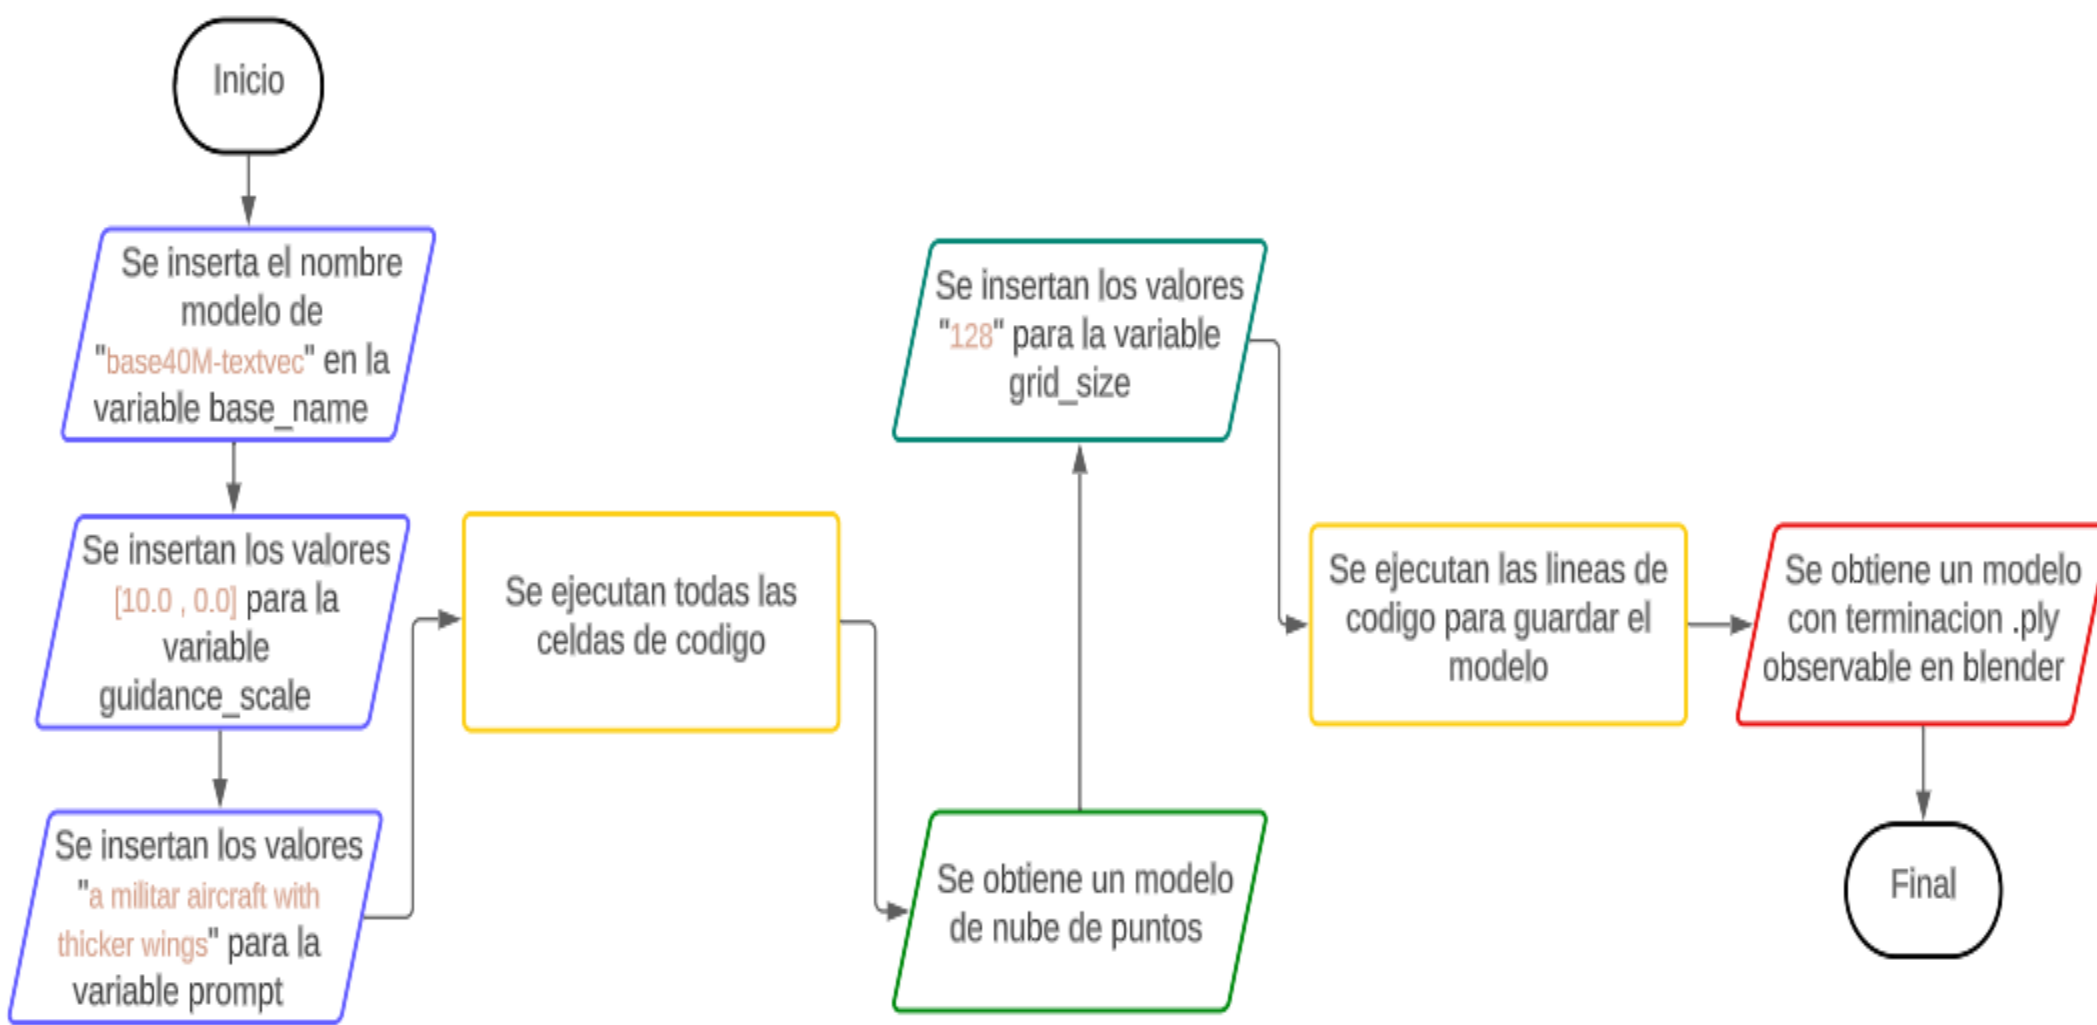 Inicio
Se inserta el nombre
modelo de
"base40M-textvec" en la
variable base_name
Se insertan los valores
[10.0 , 0.0] para la
variable
guidance_scale
Se insertan los valores
"a militar aircraft with
thicker wings" para la
variable prompt
Se ejecutan todas las
celdas de codigo
Se obtiene un modelo
de nube de puntos
Se insertan los valores
"128" para la variable
grid_size
Se ejecutan las lineas de
codigo para guardar el
modelo
Se obtiene un modelo
con terminacion .ply
observable en blender
Final